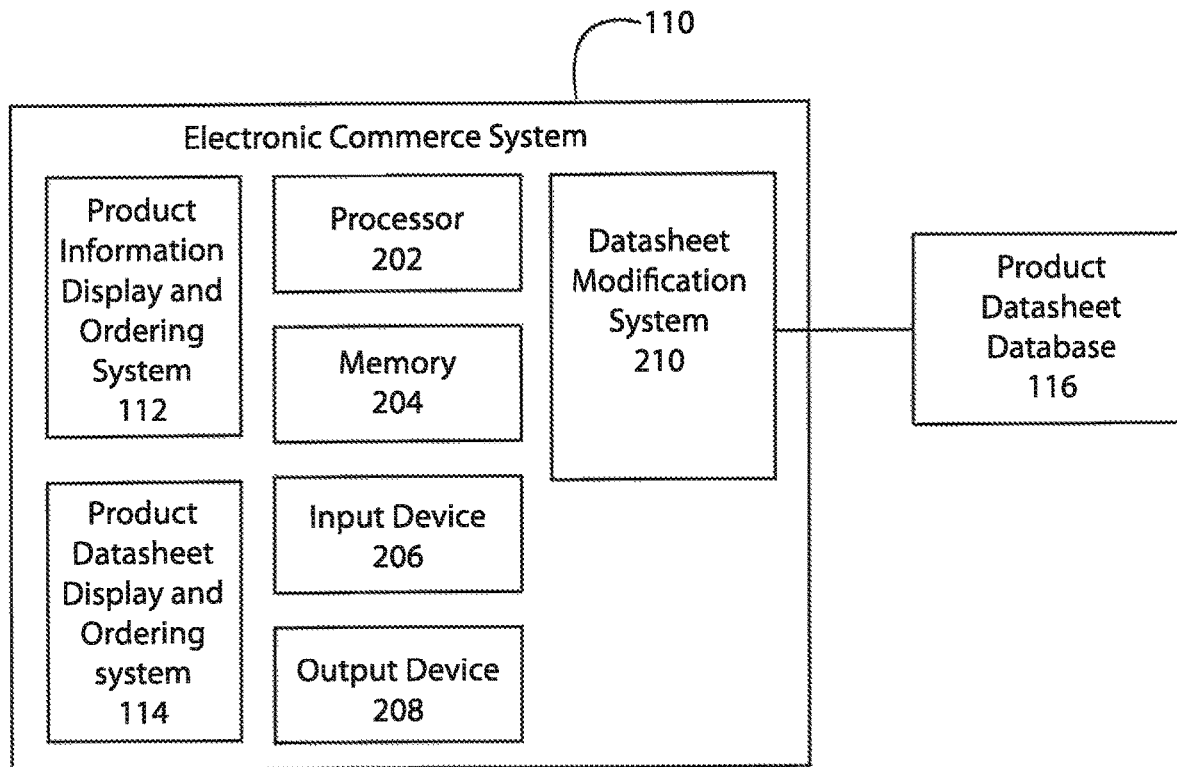 110
Electronic Commerce System
Product
Information
Display and
Ordering
System
112
Processor
202
Memory
204
Datasheet
Modification
System
210
Product
Datasheet
Database
116
Product
Datasheet
Display and
Ordering
system
114
Input Device
206
Output Device
208